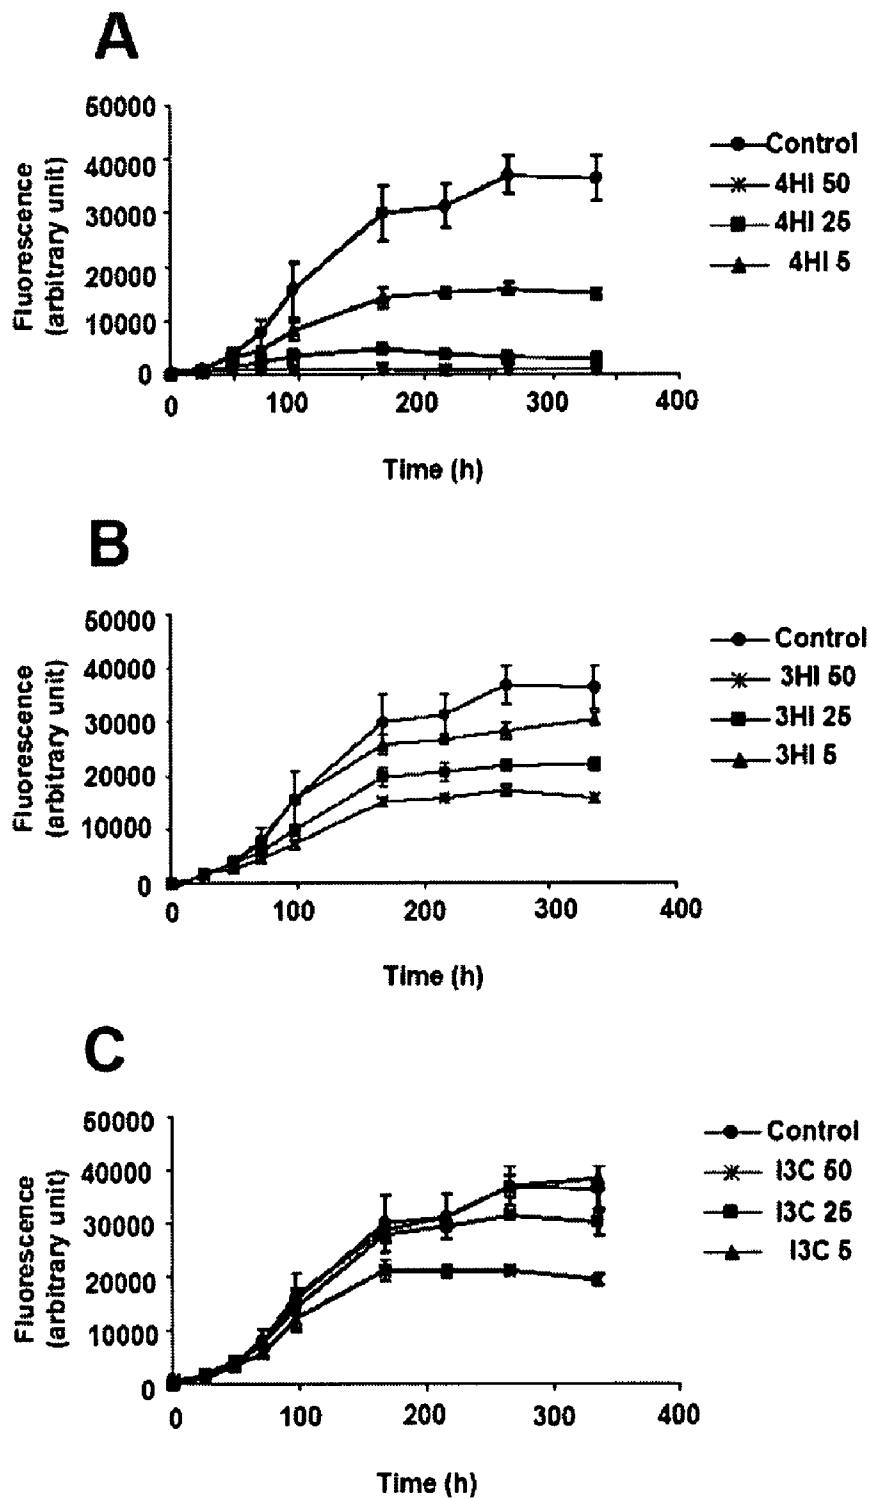 A
50000
40000
30000
20000
10000
0
0 100 200 300 400
Fluorescence
(arbitrary unit)
Time (h)
Control
4HI 50
4HI 25
4HI 5
B
50000
40000
30000
20000
10000
0
0 100 200 300 400
Fluorescence
(arbitrary unit)
Time (h)
Control
3HI 50
3HI 25
3HI 5
C
50000
40000
30000
20000
10000
0
0 100 200 300 400
Fluorescence
(arbitrary unit)
Time (h)
Control
I3C 50
I3C 25
I3C 5